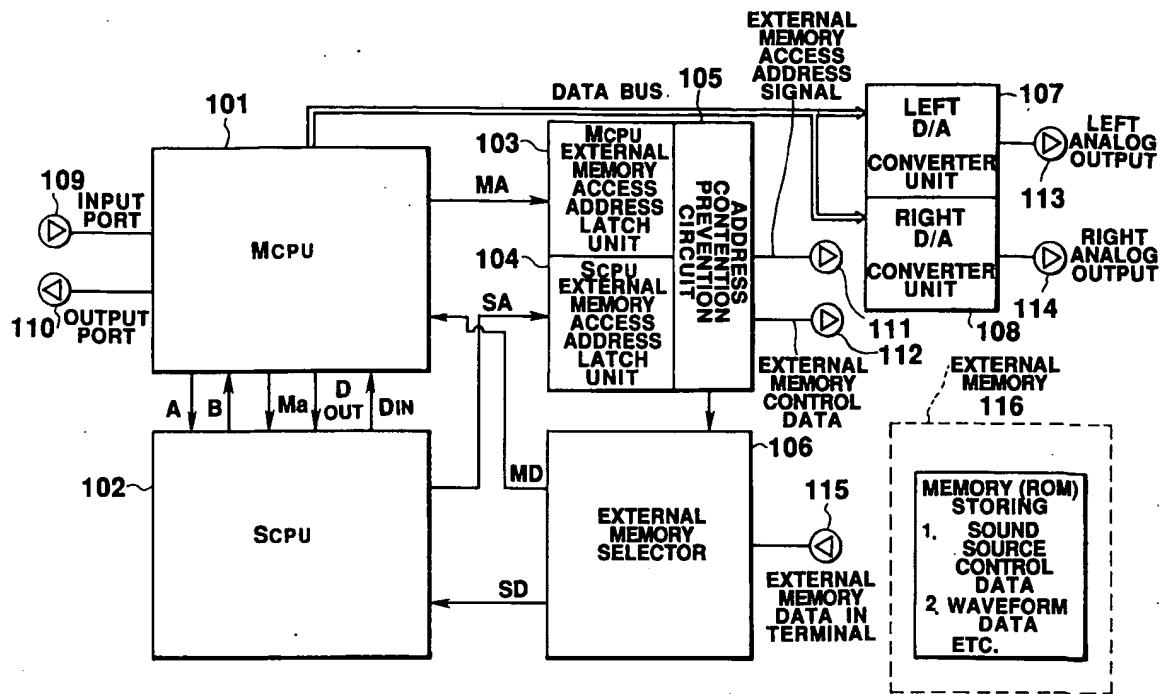 EXTERNAL
MEMORY
ACCESS
ADDRESS
SIGNAL
DATA BUS
105
101
103
MCPU
EXTERNAL
MEMORY
ACCESS
ADDRESS
LATCH
UNIT
ADDRESS
CONTENTION
PREVENTION
CIRCUIT
LEFT
D/A
CONVERTER
UNIT
107
LEFT
ANALOG
OUTPUT
113
109
INPUT
PORT
MCPU
MA
RIGHT
D/A
CONVERTER
UNIT
RIGHT
ANALOG
OUTPUT
114
108
110
OUTPUT
PORT
104
SCPU
EXTERNAL
MEMORY
ACCESS
ADDRESS
LATCH
UNIT
SA
111
112
EXTERNAL
MEMORY
CONTROL
DATA
A
B
Ma
D
OUT
DIN
102
SCPU
MD
SD
106
EXTERNAL
MEMORY
SELECTOR
115
EXTERNAL
MEMORY
DATA IN
TERMINAL
EXTERNAL
MEMORY
116
MEMORY (ROM)
STORING
1. SOUND
SOURCE
CONTROL
DATA
2. WAVEFORM
DATA
ETC.